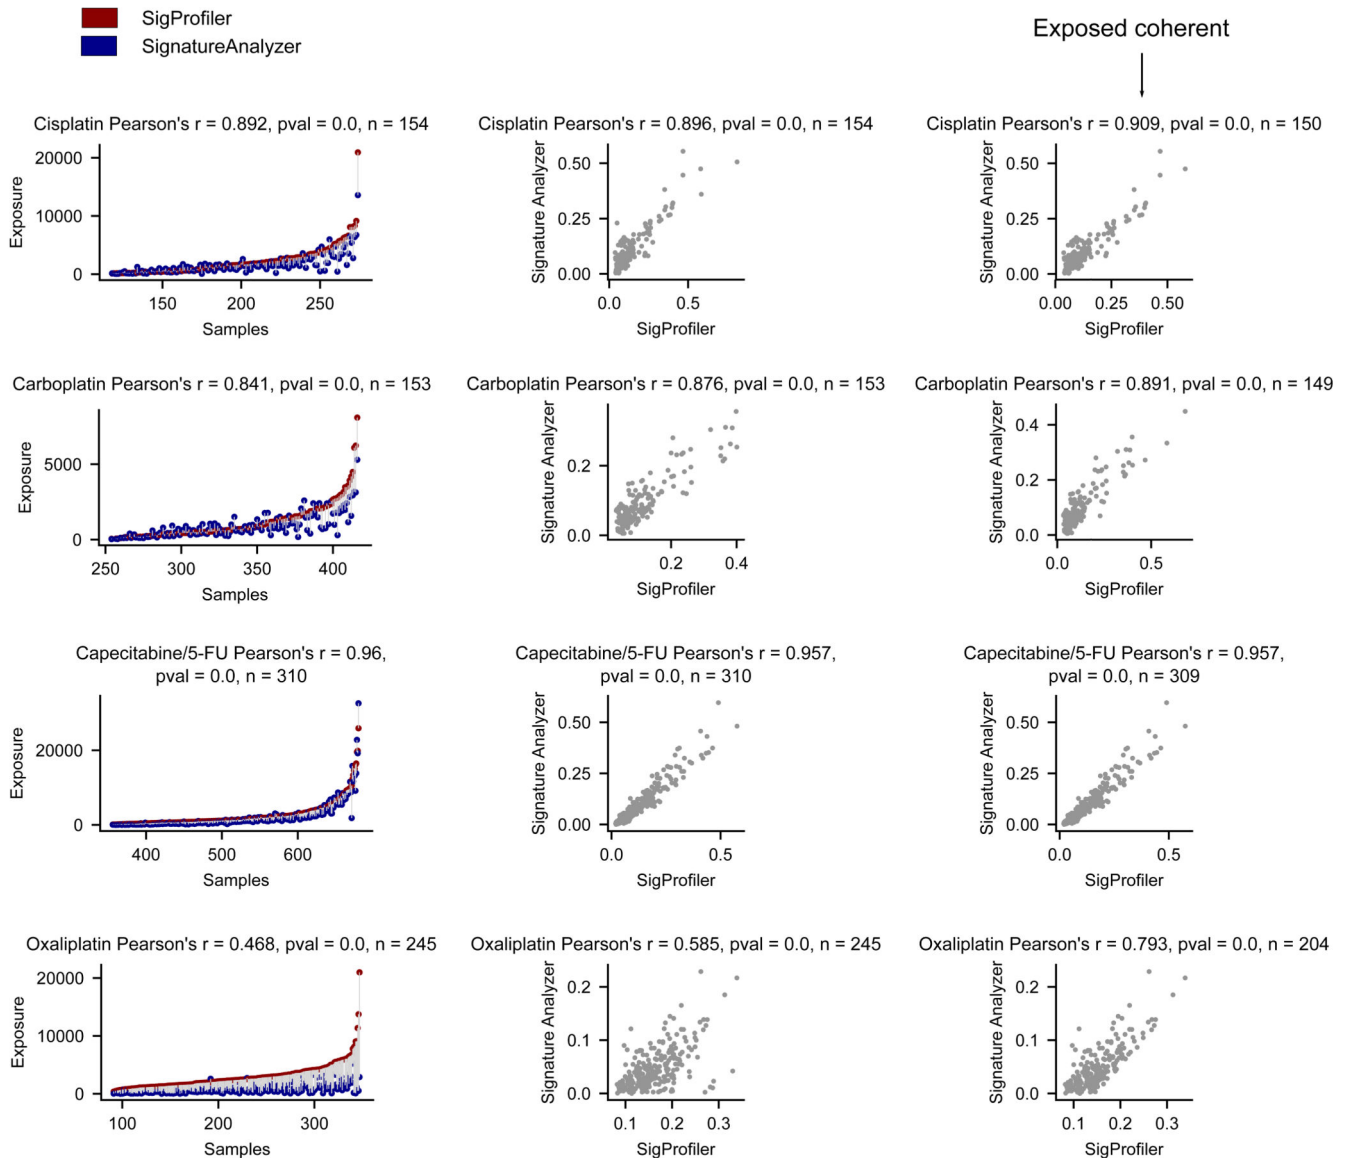 SigProfiler
SignatureAnalyzer
Exposed coherent
Cisplatin Pearson's r = 0.892, pval = 0.0, n = 154
Exposure
20000
10000
0
150
200
250
Samples
Cisplatin Pearson's r = 0.896, pval = 0.0, n = 154
Signature Analyzer
0.50
0.25
0.00
0.0
0.5
SigProfiler
Cisplatin Pearson's r = 0.909, pval = 0.0, n = 150
Signature Analyzer
0.50
0.25
0.00
0.00
0.25
0.50
SigProfiler
Carboplatin Pearson's r = 0.841, pval = 0.0, n = 153
Exposure
5000
0
250
300
350
400
Samples
Carboplatin Pearson's r = 0.876, pval = 0.0, n = 153
Signature Analyzer
0.2
0.0
0.2
0.4
SigProfiler
Carboplatin Pearson's r = 0.891, pval = 0.0, n = 149
Signature Analyzer
0.4
0.2
0.0
0.0
0.5
SigProfiler
Capecitabine/5-FU Pearson's r = 0.96,
pval = 0.0, n = 310
Exposure
20000
0
400
500
600
Samples
Capecitabine/5-FU Pearson's r = 0.957,
pval = 0.0, n = 310
Signature Analyzer
0.50
0.25
0.00
0.0
0.5
SigProfiler
Capecitabine/5-FU Pearson's r = 0.957,
pval = 0.0, n = 309
Signature Analyzer
0.50
0.25
0.00
0.0
0.5
SigProfiler
Oxaliplatin Pearson's r = 0.468, pval = 0.0, n = 245
Exposure
20000
10000
0
100
200
300
Samples
Oxaliplatin Pearson's r = 0.585, pval = 0.0, n = 245
Signature Analyzer
0.2
0.1
0.0
0.1
0.2
0.3
SigProfiler
Oxaliplatin Pearson's r = 0.793, pval = 0.0, n = 204
Signature Analyzer
0.2
0.1
0.0
0.1
0.2
0.3
SigProfiler